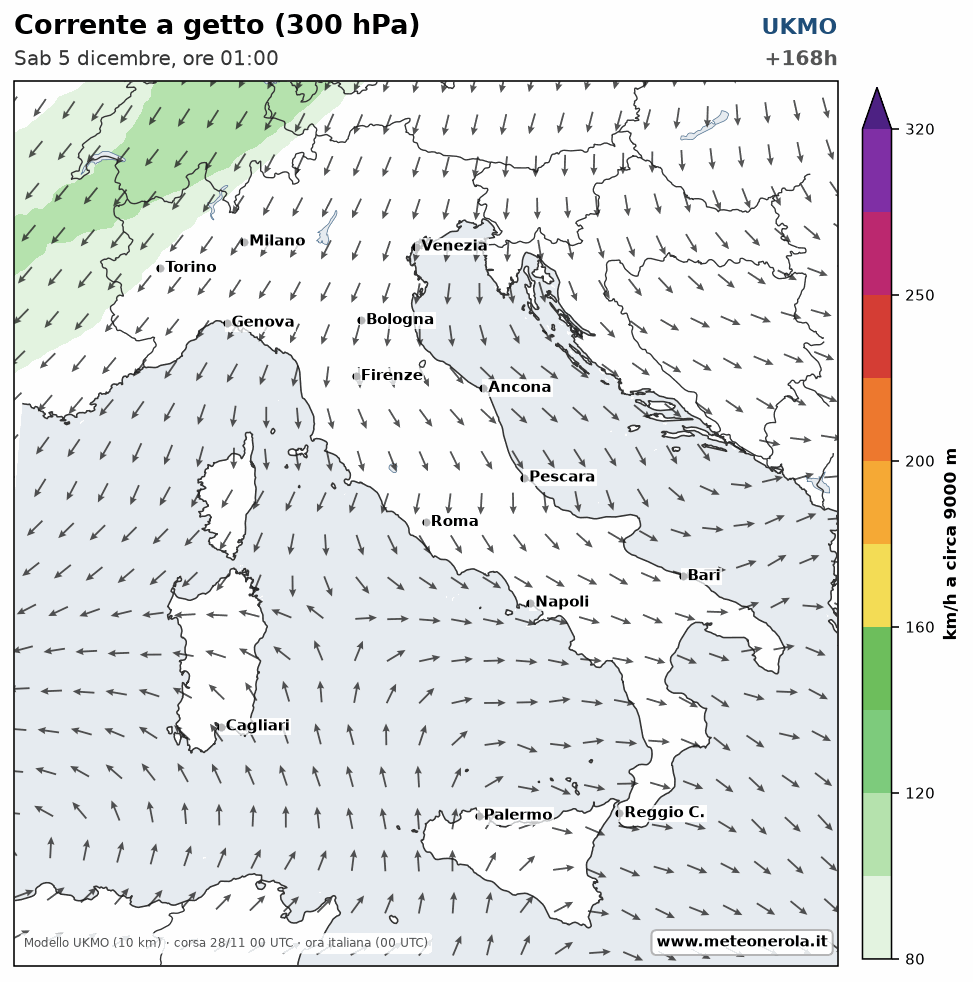 Corrente a getto (300 hPa)
UKMO
Sab 5 dicembre, ore 01:00
+168h
320
Milano
Venezia
Torino
250
Genova
Bologna
Firenze
Ancona
200
Pescara
Roma
km/h a circa 9000 m
Bari
Napoli
160
Cagliari
120
Palermo
Reggio C.
Modello UKMO (10 km) · corsa 28/11 00 UTC · ora italiana (00 UTC)
www.meteonerola.it
80